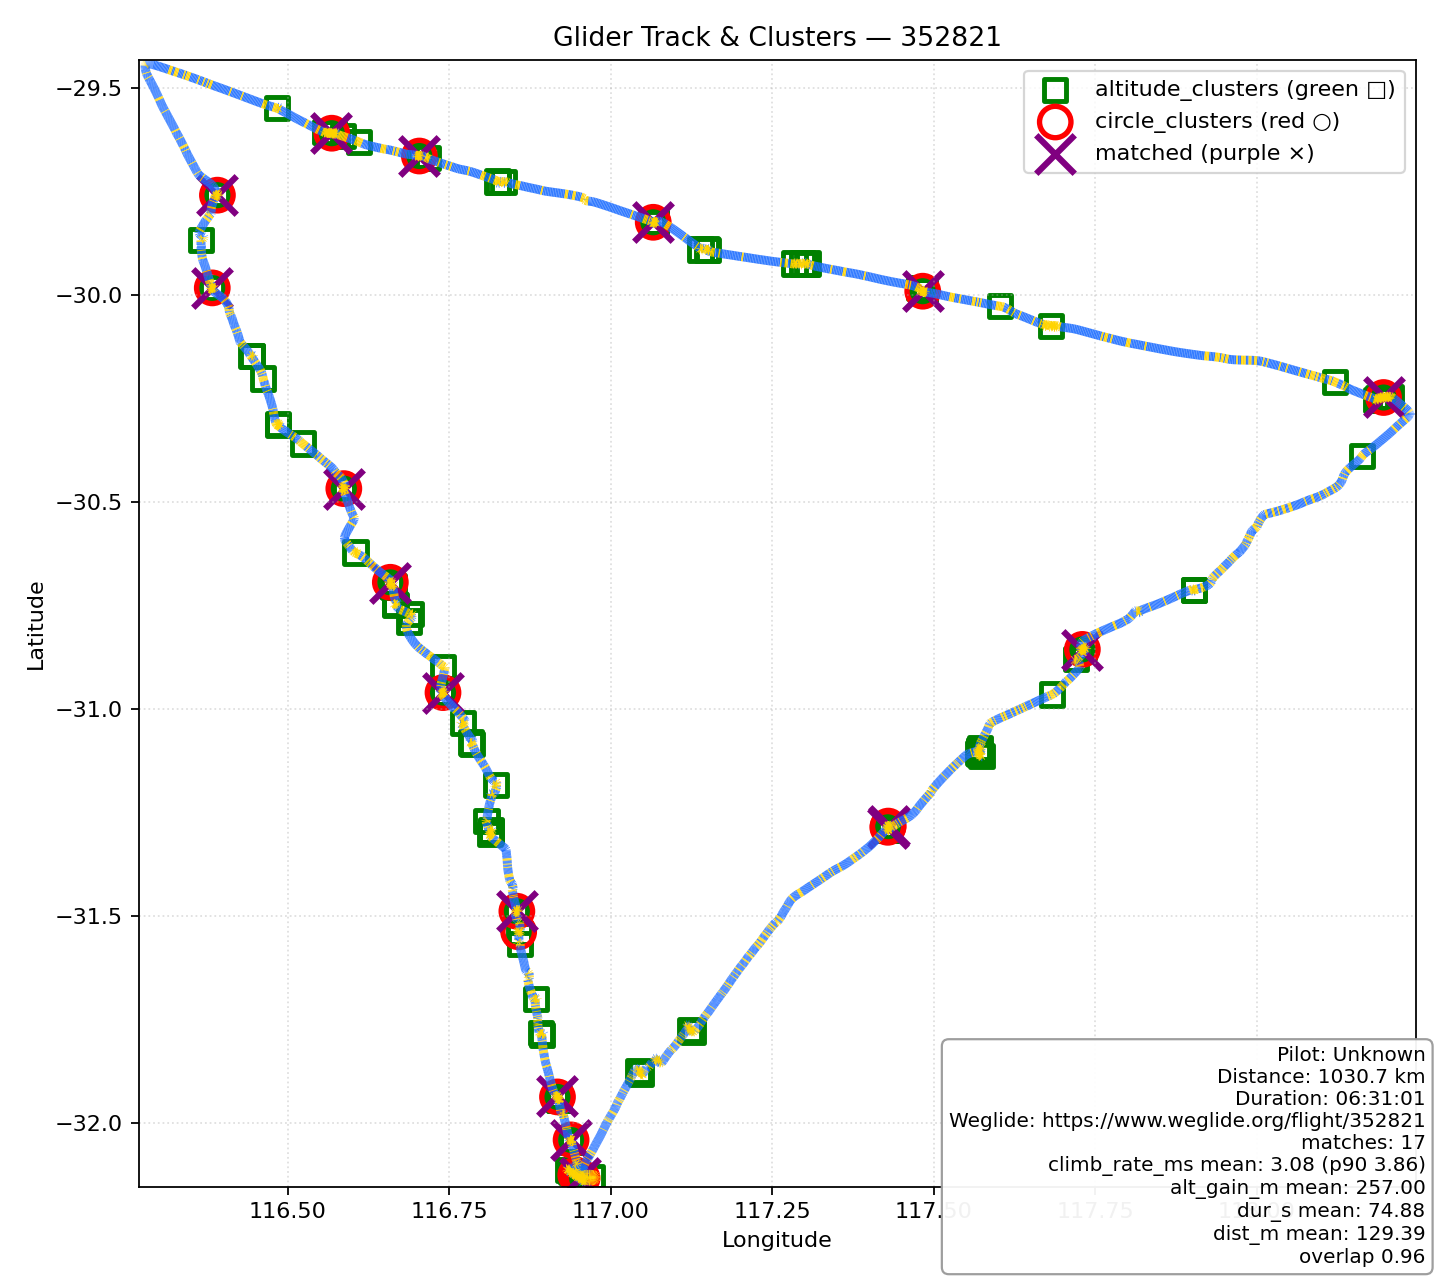 Glider Track & Clusters — 352821
altitude_clusters (green □)
circle_clusters (red ○)
matched (purple ×)
−29.5
−30.0
−30.5
−31.0
−31.5
−32.0
Latitude
116.50 116.75 117.00 117.25 117.50 117.75
Longitude
Pilot: Unknown
Distance: 1030.7 km
Duration: 06:31:01
Weglide: https://www.weglide.org/flight/352821
matches: 17
climb_rate_ms mean: 3.08 (p90 3.86)
alt_gain_m mean: 257.00
dur_s mean: 74.88
dist_m mean: 129.39
overlap 0.96